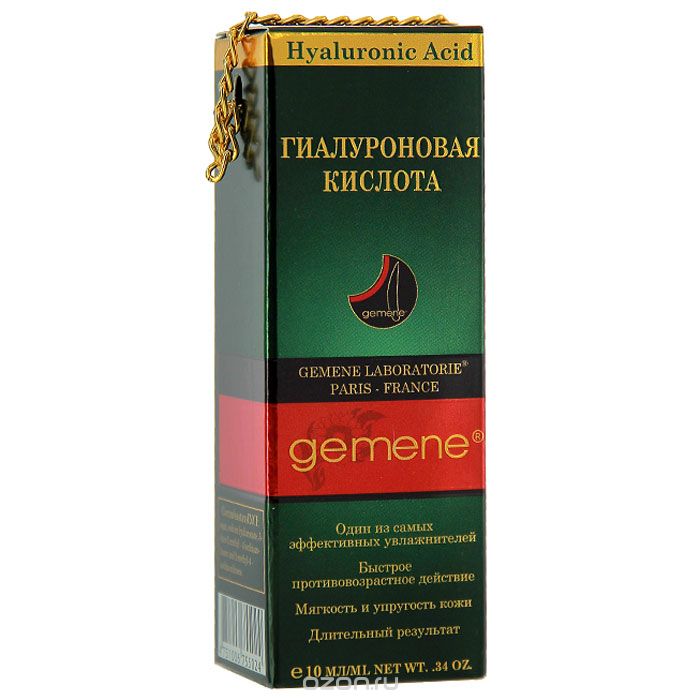 Hyaluronic Acid
ГИАЛУРОНОВАЯ
КИСЛОТА
gemene
GEMENE LABORATORIE®
PARIS - FRANCE
gemene®
Один из самых
эффективных увлажнителей
Быстрое
противовозрастное действие
Мягкость и упругость кожи
Длительный результат
℮ 10 МЛ/ML NET WT. .34 OZ.
ozon.ru